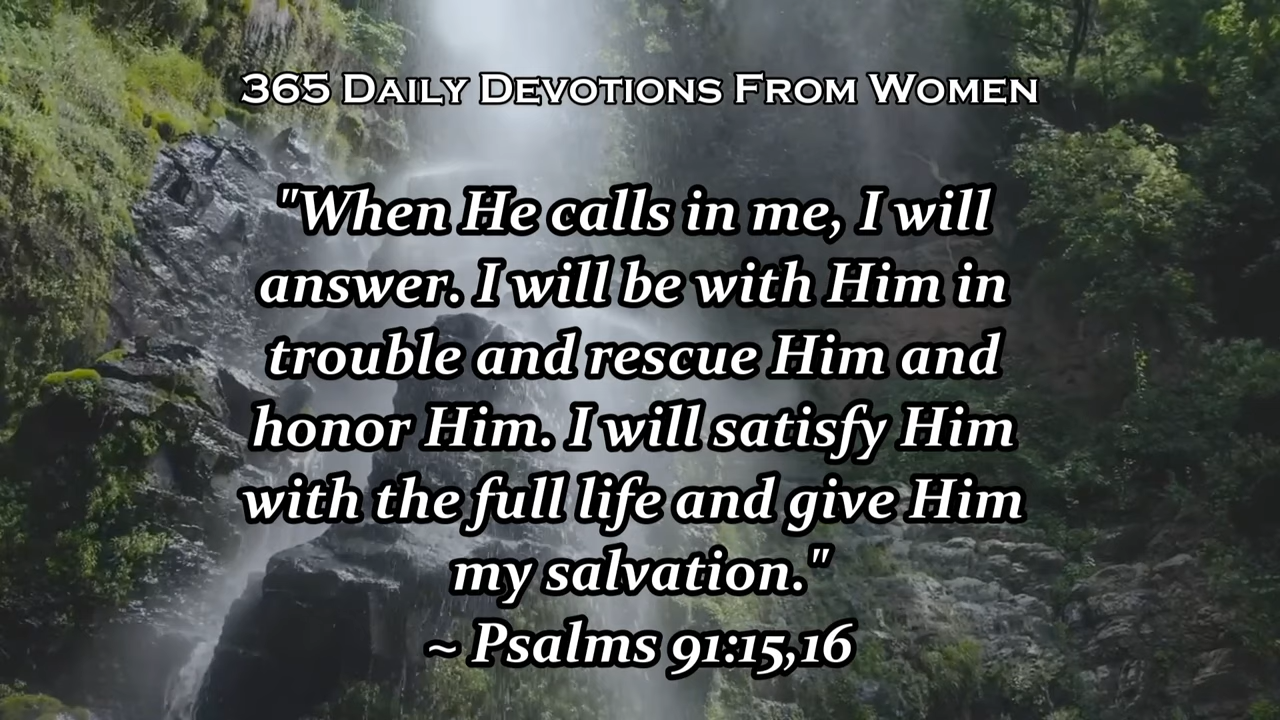 365 Daily Devotions From Women
"When He calls in me, I will
answer. I will be with Him in
trouble and rescue Him and
honor Him. I will satisfy Him
with the full life and give Him
my salvation."
~ Psalms 91:15,16